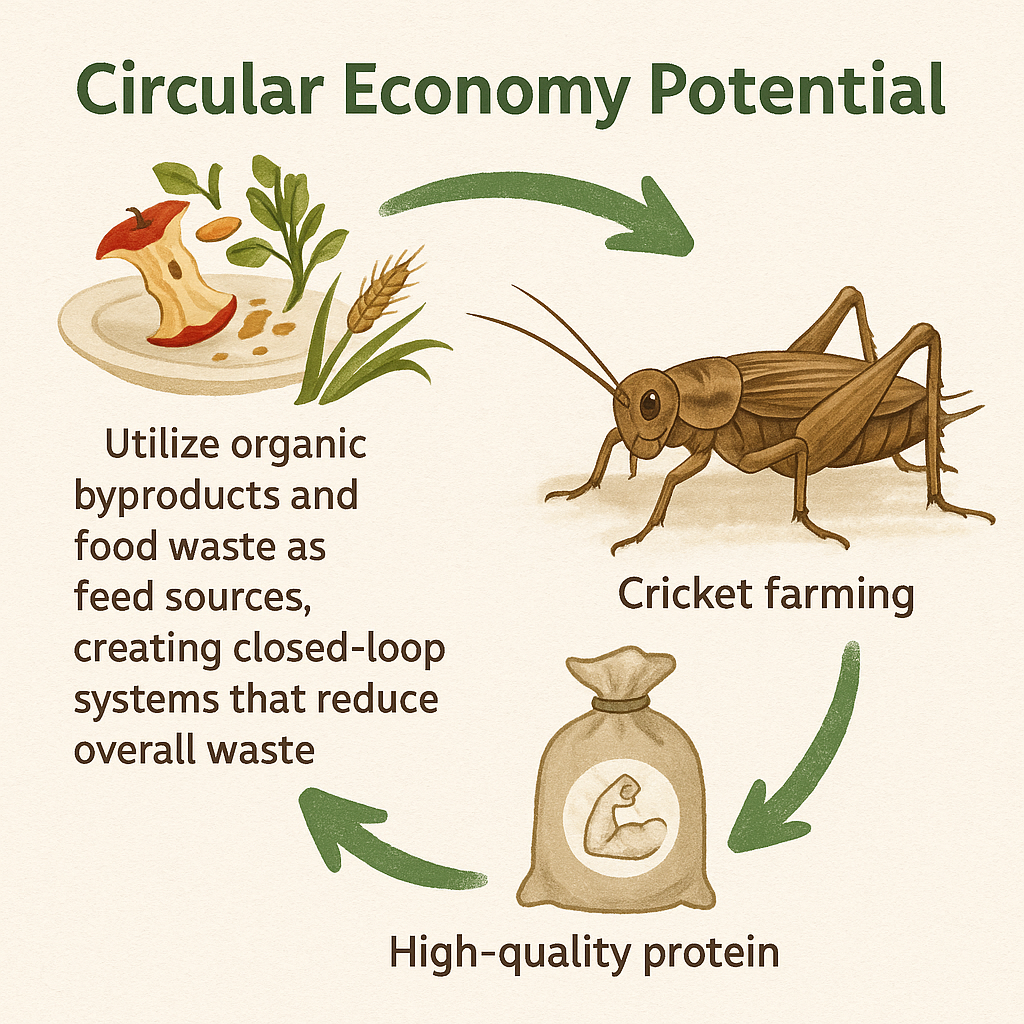 Circular Economy Potential
Utilize organic
byproducts and
food waste as
feed sources,
creating closed-loop
systems that reduce
overall waste
Cricket farming
High-quality protein